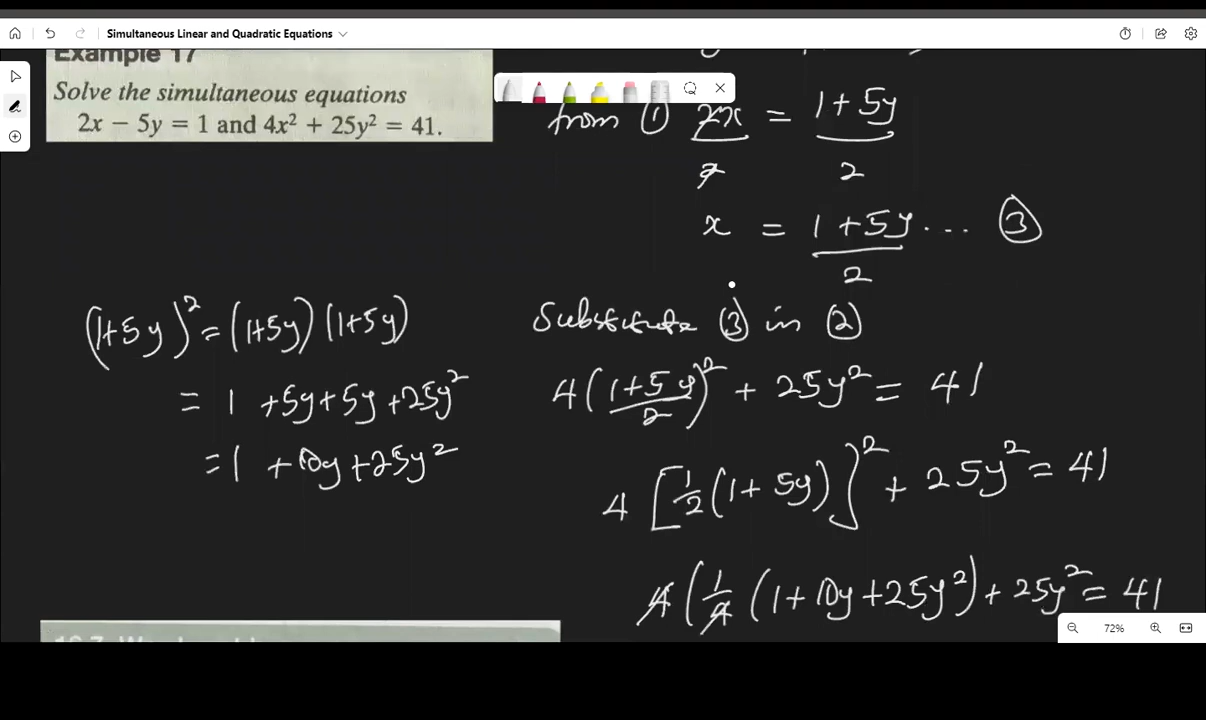 Simultaneous Linear and Quadratic Equations
Example 17
Solve the simultaneous equations
2x − 5y = 1 and 4x² + 25y² = 41.
from ① 2x/2 = (1 + 5y)/2
x = (1 + 5y)/2 ... ③
Substitute ③ in ②
4((1+5y)/2)² + 25y² = 41
4[½(1 + 5y)]² + 25y² = 41
4(¼(1 + 10y + 25y²) + 25y² = 41
(1+5y)² = (1+5y)(1+5y)
= 1 + 5y + 5y + 25y²
= 1 + 10y + 25y²
72%